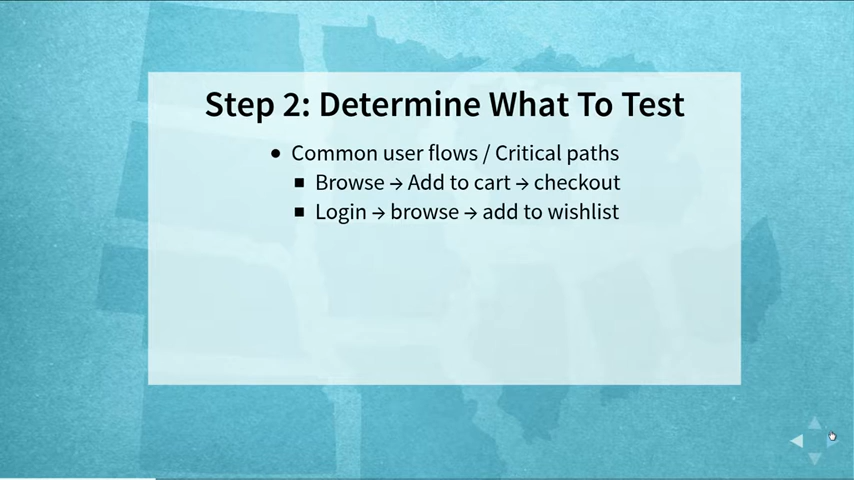 Step 2: Determine What To Test
• Common user flows / Critical paths
▪ Browse → Add to cart → checkout
▪ Login → browse → add to wishlist